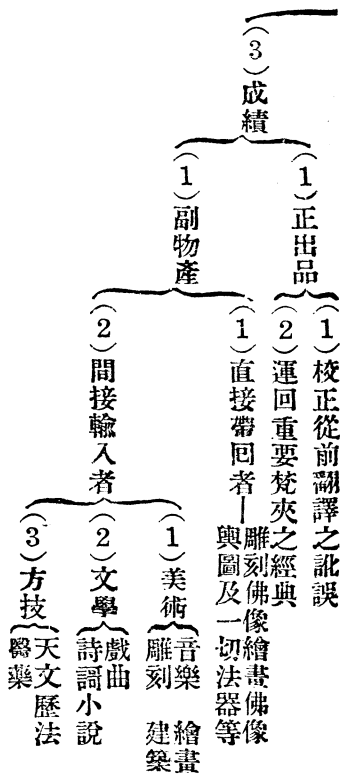 (3)成績
(1)正出品
(1)校正從前翻譯之訛誤
(2)運回重要梵夾之經典
(1)副物產
(1)直接帶囘者—
雕刻佛像繪畫佛像
輿圖及一切法器等
(2)間接輸入者
(1)美術
音樂 繪畫
雕刻 建築
(2)文學
戲曲
詩謌小說
(3)方技
天文歷法
醫藥